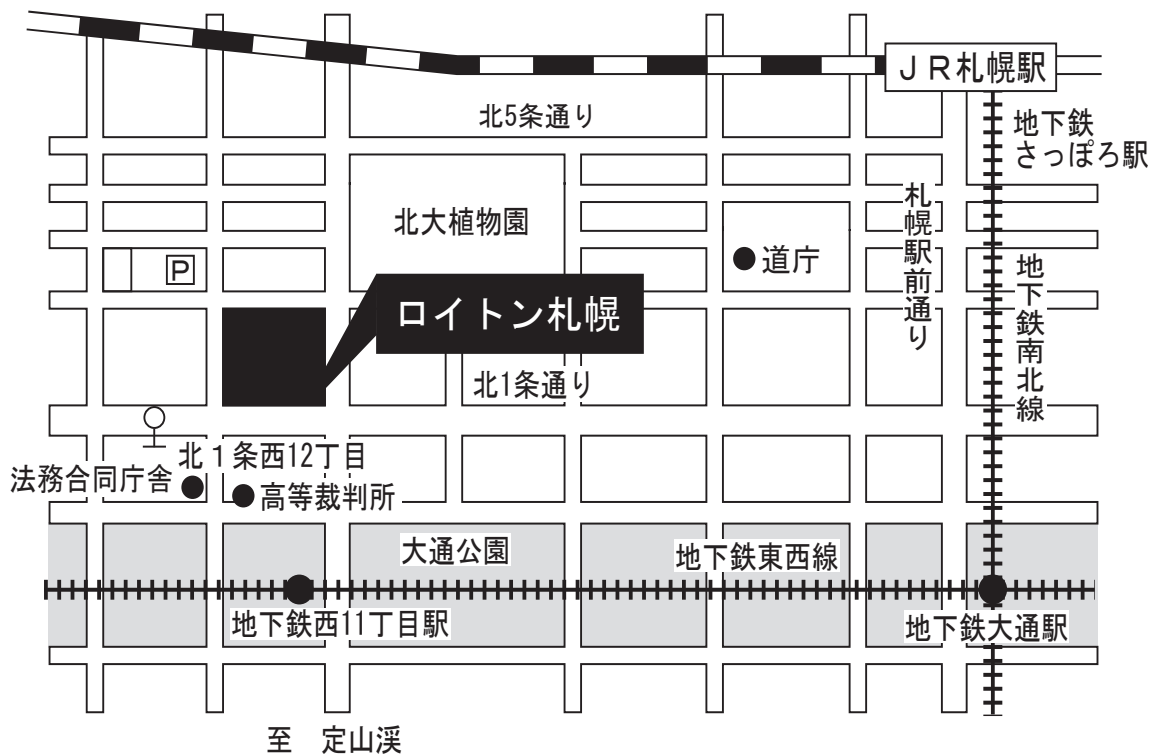 ＪＲ札幌駅
北5条通り
地下鉄
さっぽろ駅
札幌駅前通り
北大植物園
道庁
P
地下鉄南北線
ロイトン札幌
北1条通り
北１条西12丁目
法務合同庁舎
高等裁判所
大通公園
地下鉄東西線
地下鉄西11丁目駅
地下鉄大通駅
至　定山渓